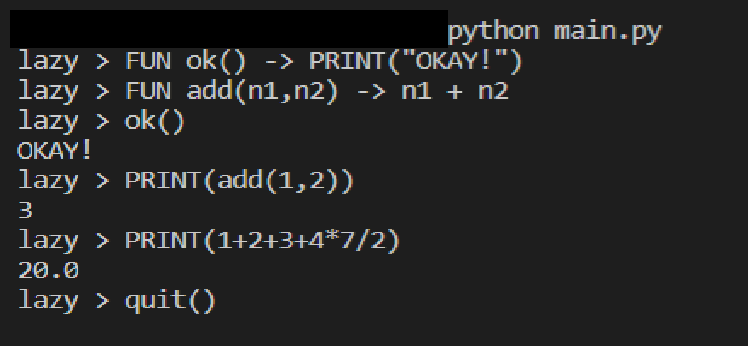 python main.py
lazy > FUN ok() -> PRINT("OKAY!")
lazy > FUN add(n1,n2) -> n1 + n2
lazy > ok()
OKAY!
lazy > PRINT(add(1,2))
3
lazy > PRINT(1+2+3+4*7/2)
20.0
lazy > quit()